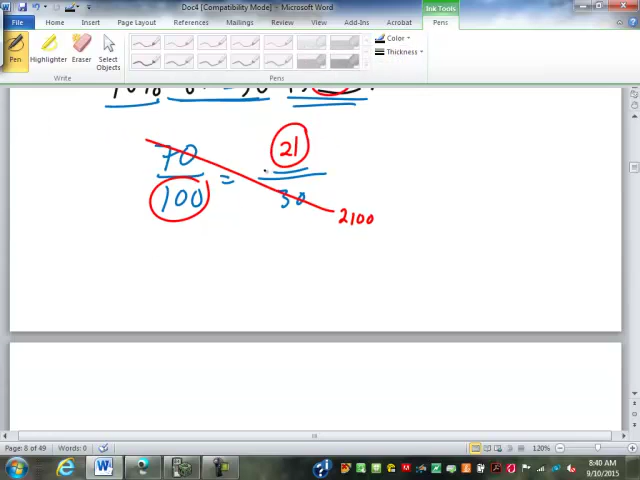 Doc4 [Compatibility Mode] - Microsoft Word
Ink Tools
File Home Insert Page Layout References Mailings Review View Add-Ins Acrobat Pens
Pen Highlighter Eraser Select Objects
Color
Thickness
Write Pens
70 21
100 = 30
2100
Page: 8 of 49 Words: 0 120%
8:40 AM
9/10/2015